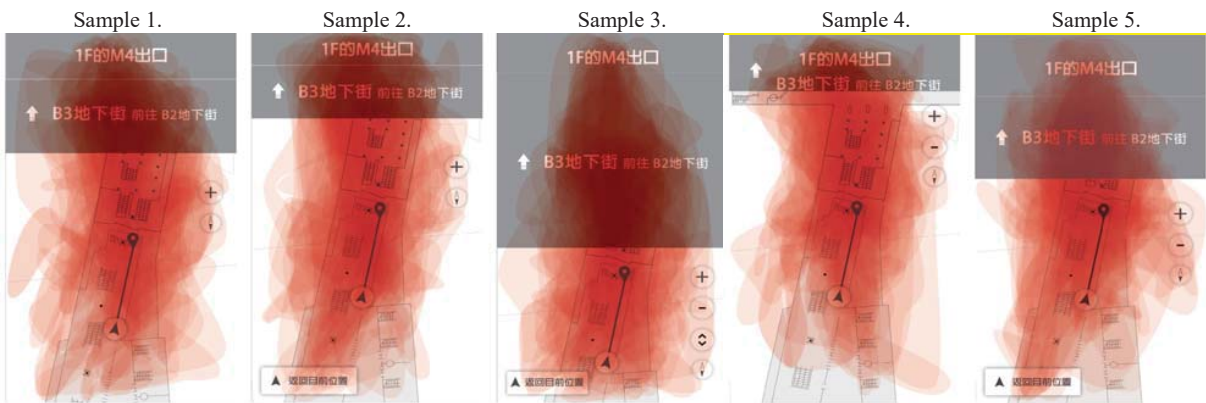 Sample 1.
Sample 2.
Sample 3.
Sample 4.
Sample 5.
1F的M4出口
B3地下街 前往 B2地下街
1F的M4出口
B3地下街 前往 B2地下街
返回目前位置
1F的M4出口
B3地下街 前往 B2地下街
返回目前位置
1F的M4出口
B3地下街 前往 B2地下街
1F的M4出口
B3地下街 前往 B2地下街
返回目前位置